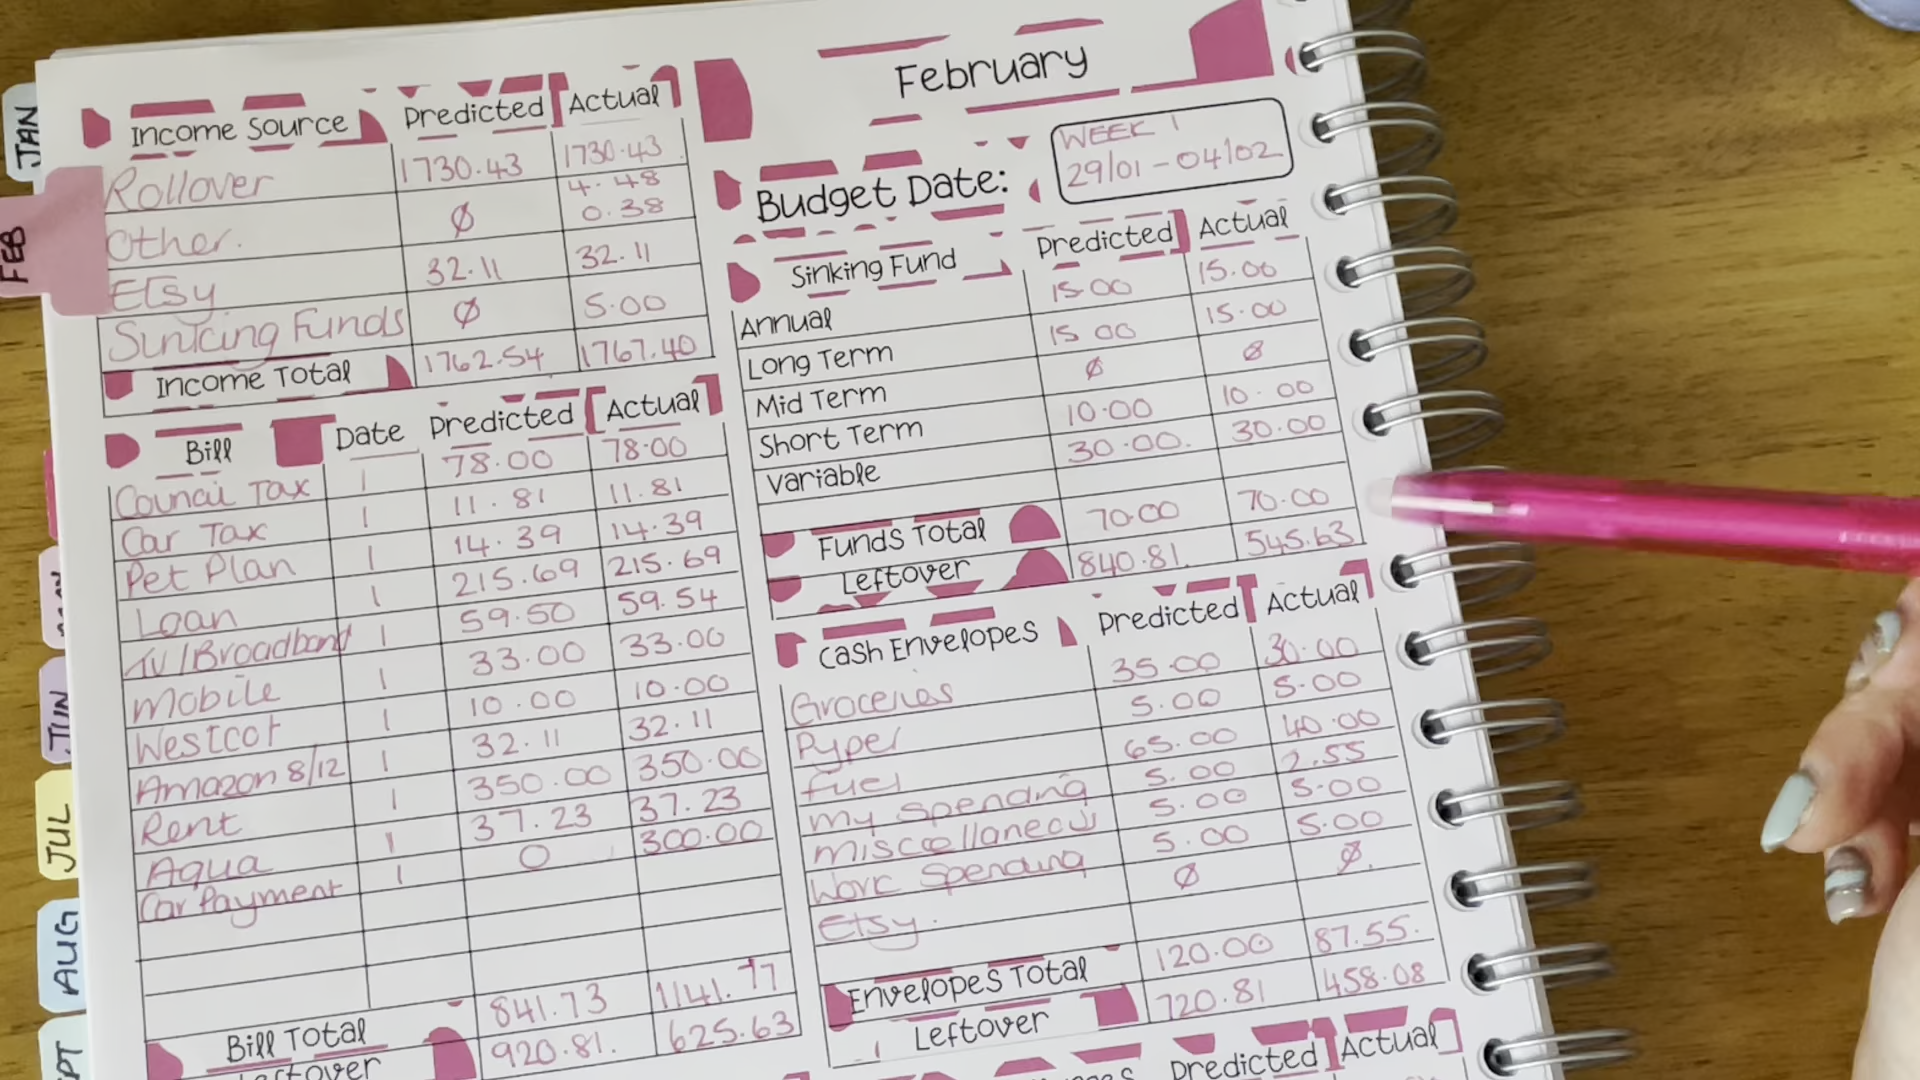 February
Budget Date: WEEK 1
29/01 - 04/02
Income Source Predicted Actual
Rollover 1730.43 1730.43
Other. ∅ 4.48
0.38
Etsy 32.11 32.11
Sinking Funds ∅ 5.00
Income Total 1762.54 1767.40
Bill Date Predicted Actual
Council Tax 1 78.00 78.00
Car Tax 1 11.81 11.81
Pet Plan 1 14.39 14.39
Loan 1 215.69 215.69
TV/Broadband 1 59.50 59.54
Mobile 1 33.00 33.00
Westcot 1 10.00 10.00
Amazon 8/12 1 32.11 32.11
Rent 1 350.00 350.00
Aqua 1 37.23 37.23
Car Payment 1 0 300.00
Bill Total 841.73 1141.77
Leftover 920.81. 625.63
Sinking Fund Predicted Actual
Annual 15.00 15.00
Long Term 15.00 15.00
Mid Term ∅ ∅
Short Term 10.00 10.00
Variable 30.00. 30.00
Funds Total 70.00 70.00
Leftover 840.81. 545.63
Cash Envelopes Predicted Actual
Groceries 35.00 30.00
Pyper 5.00 5.00
Fuel 65.00 40.00
My Spending 5.00 2.55
Miscellaneous 5.00 5.00
Work Spending 5.00 5.00
Etsy. ∅ ∅.
Envelopes Total 120.00 87.55.
Leftover 720.81 458.08
Predicted Actual
JAN
FEB
JUN
JUL
AUG